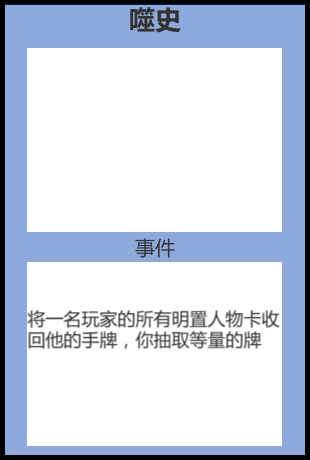 噬史
事件
将一名玩家的所有明置人物卡收
回他的手牌，你抽取等量的牌